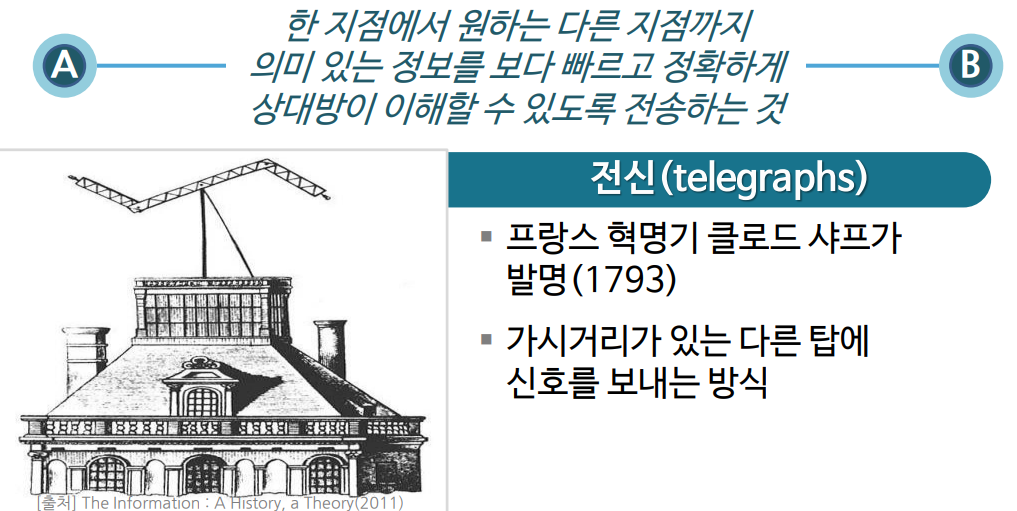 한 지점에서 원하는 다른 지점까지
A
의미 있는 정보를 보다 빠르고 정확하게
B
상대방이 이해할 수 있도록 전송하는 것
전신(telegraphs)
▪ 프랑스 혁명기 클로드 샤프가
발명(1793)
▪ 가시거리가 있는 다른 탑에
신호를 보내는 방식
[출처] The Information : A History, a Theory(2011)